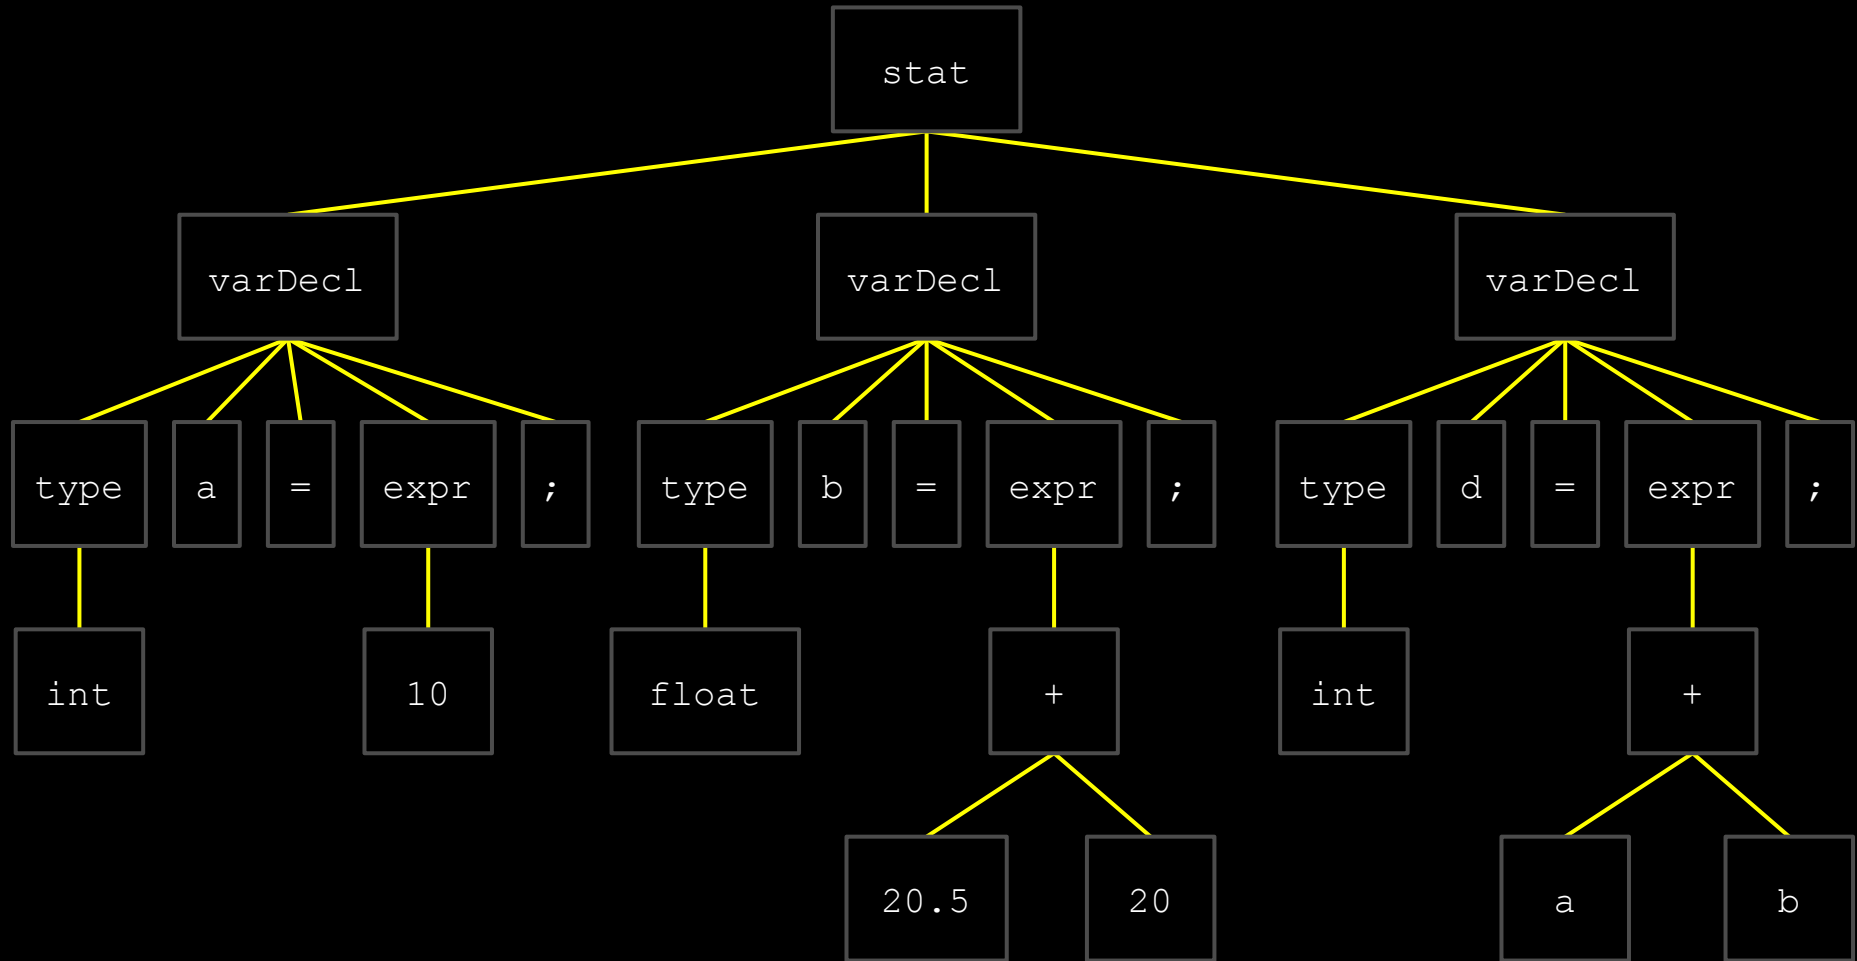 stat
varDecl varDecl varDecl
type a = expr ; type b = expr ; type d = expr ;
int 10 float + int +
20.5 20 a b